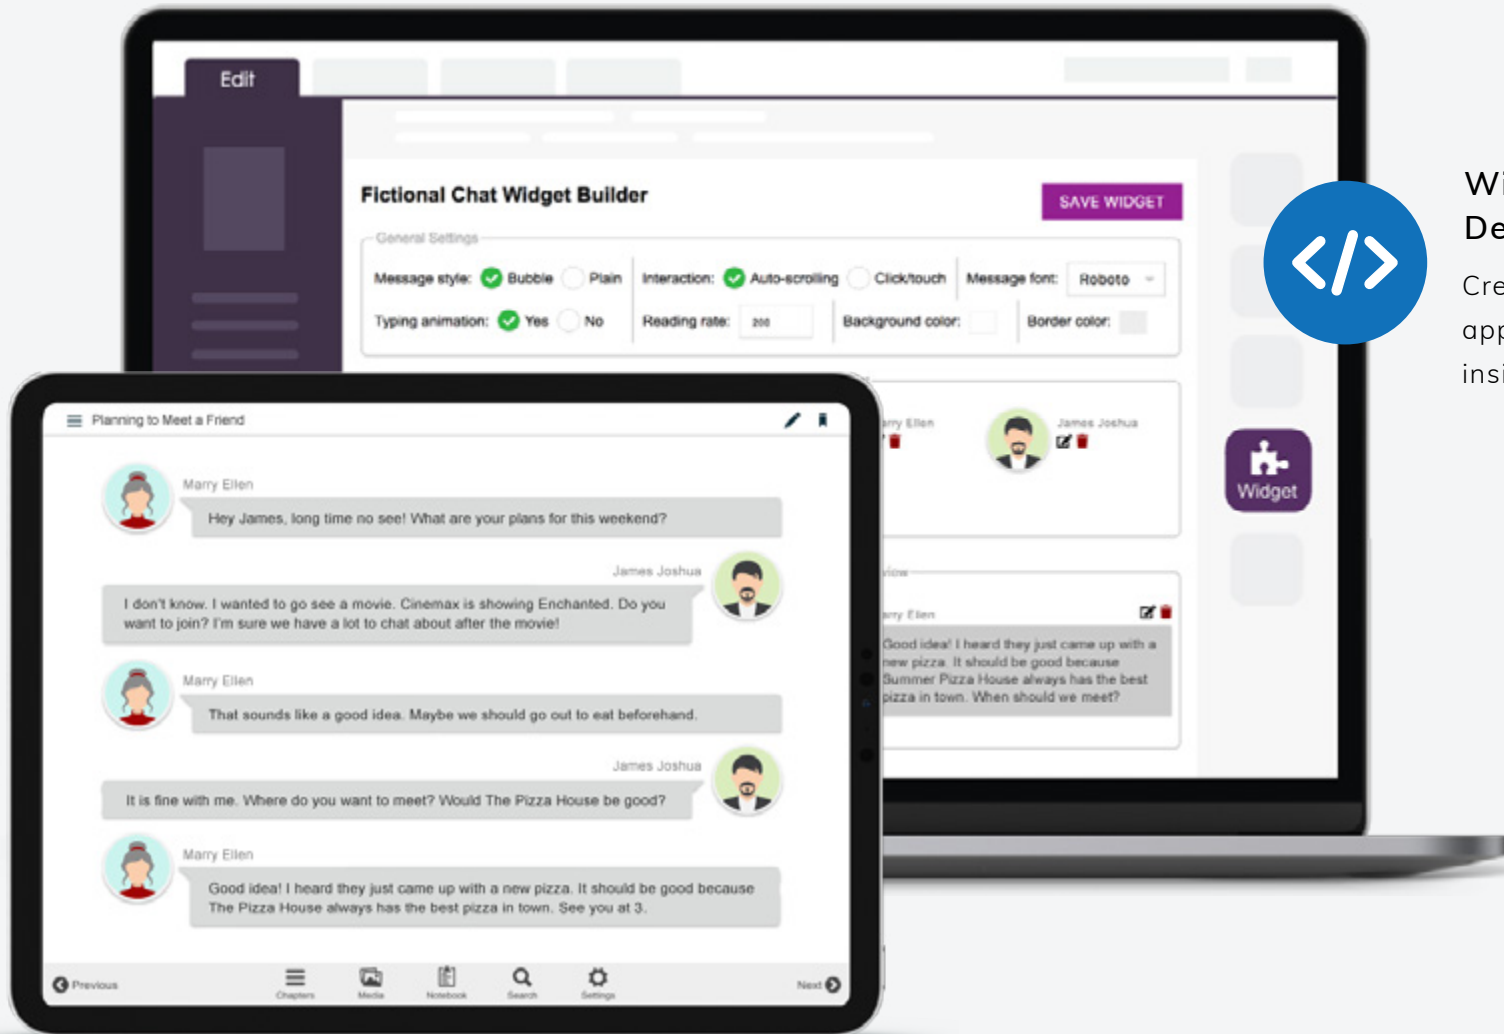 Edit
Fictional Chat Widget Builder
SAVE WIDGET
General Settings
Message style: Bubble Plain Interaction: Auto-scrolling Click/touch Message font: Roboto
Typing animation: Yes No Reading rate: 200 Background color: Border color:
James Joshua
Ellen
Widget
Ellen
Good idea! I heard they just came up with a
new pizza. It should be good because
Summer Pizza House always has the best
pizza in town. When should we meet?
Planning to Meet a Friend
Marry Ellen
Hey James, long time no see! What are your plans for this weekend?
James Joshua
I don't know. I wanted to go see a movie. Cinemax is showing Enchanted. Do you
want to join? I'm sure we have a lot to chat about after the movie!
Marry Ellen
That sounds like a good idea. Maybe we should go out to eat beforehand.
James Joshua
It is fine with me. Where do you want to meet? Would The Pizza House be good?
Marry Ellen
Good idea! I heard they just came up with a new pizza. It should be good because
The Pizza House always has the best pizza in town. See you at 3.
Previous
Chapters
Media
Notebook
Search
Settings
Next